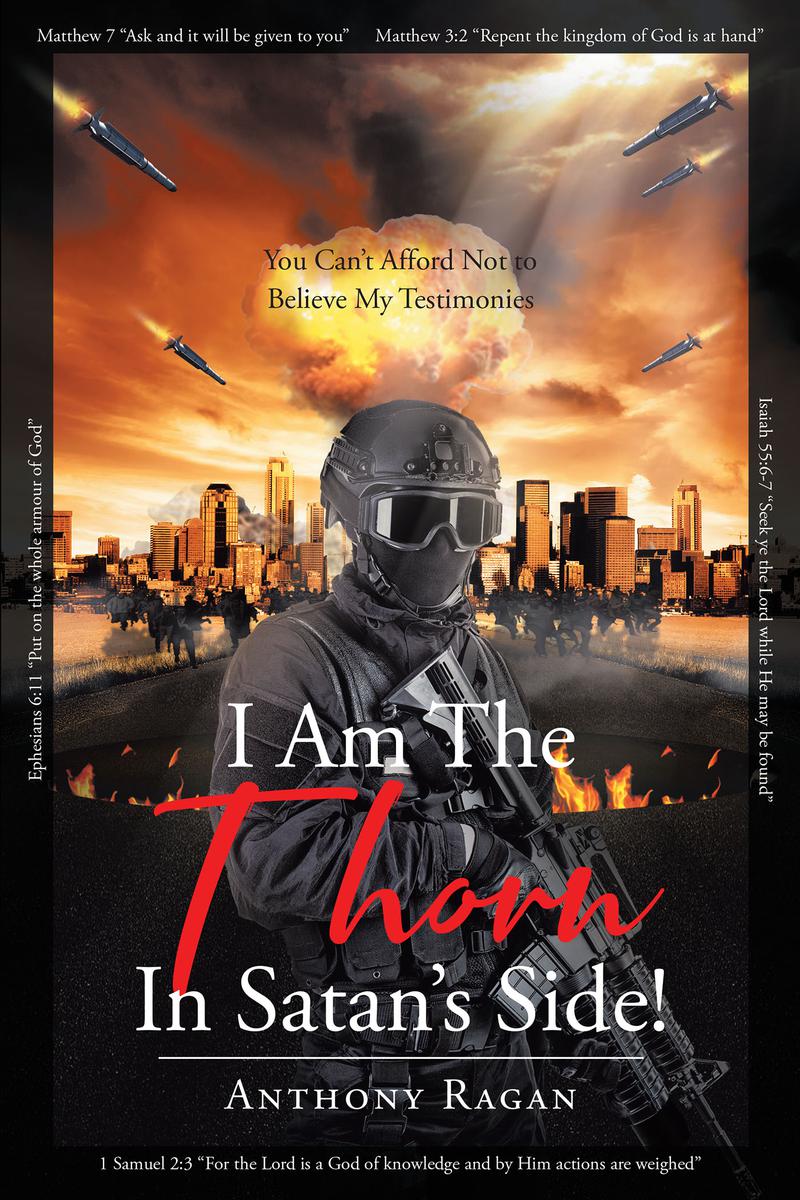 Matthew 7 “Ask and it will be given to you” Matthew 3:2 “Repent the kingdom of God is at hand”
You Can’t Afford Not to
Believe My Testimonies
Ephesians 6:11 “Put on the whole armour of God”
Isaiah 55:6-7 “Seek ye the Lord while He may be found”
I Am The
Thorn
In Satan’s Side!
Anthony Ragan
1 Samuel 2:3 “For the Lord is a God of knowledge and by Him actions are weighed”